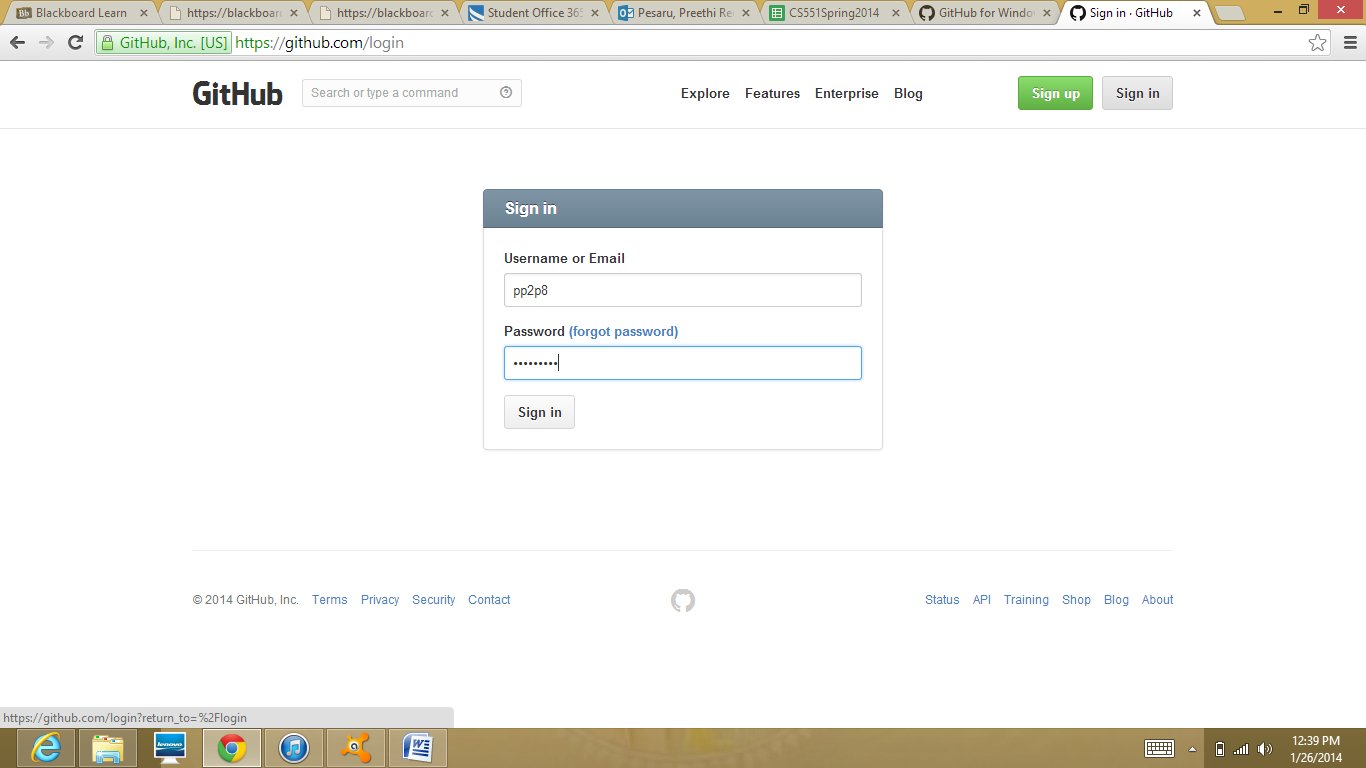 Blackboard Learn https://blackboard https://blackboard Student Office 365 Pesaru, Preethi Re CS551Spring2014 GitHub for Windo Sign in · GitHub
GitHub, Inc. [US] https://github.com/login
GitHub Search or type a command Explore Features Enterprise Blog Sign up Sign in
Sign in
Username or Email
pp2p8
Password (forgot password)
•••••••••
Sign in
© 2014 GitHub, Inc. Terms Privacy Security Contact Status API Training Shop Blog About
https://github.com/login?return_to=%2Flogin
lenovo
12:39 PM
1/26/2014